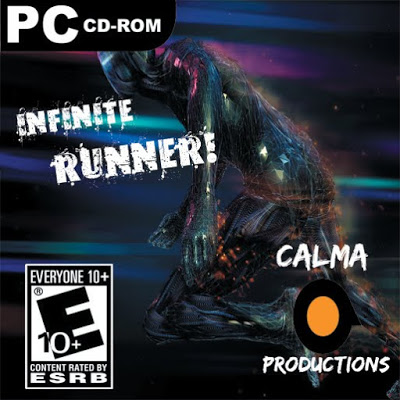 PC CD-ROM
INFINITE
RUNNER!
CALMA
PRODUCTIONS
EVERYONE 10+
®
E
10+
CONTENT RATED BY
ESRB